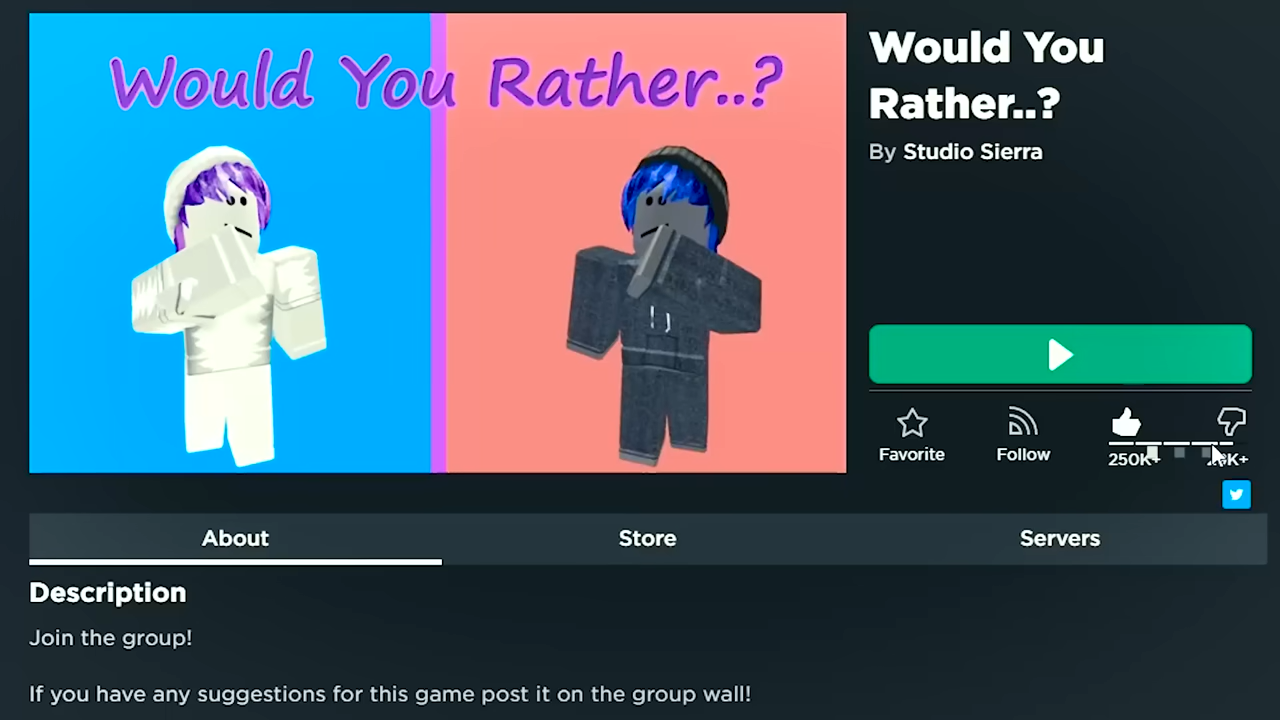 Would You Rather..?
Would You
Rather..?
By Studio Sierra
Favorite
Follow
250K+
About
Store
Servers
Description
Join the group!
If you have any suggestions for this game post it on the group wall!